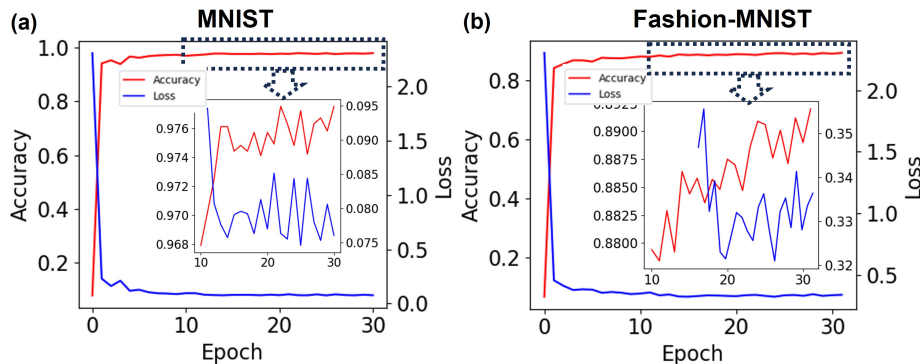 (a) MNIST
1.0
0.8
0.6
0.4
0.2
Accuracy
Accuracy
Loss
0.976
0.974
0.972
0.970
0.968
0.095
0.090
0.085
0.080
0.075
10 20 30
2.0
1.5
1.0
0.5
0.0
Loss
0 10 20 30
Epoch
(b) Fashion-MNIST
0.8
0.6
0.4
0.2
Accuracy
Accuracy
Loss
0.8925
0.8900
0.8875
0.8850
0.8825
0.8800
0.35
0.34
0.33
0.32
10 20 30
2.0
1.5
1.0
0.5
Loss
0 10 20 30
Epoch